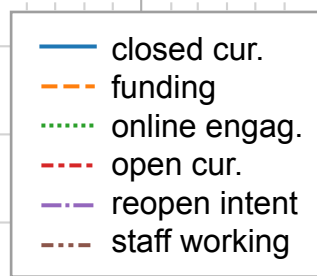 closed cur.
funding
online engag.
open cur.
reopen intent
staff working